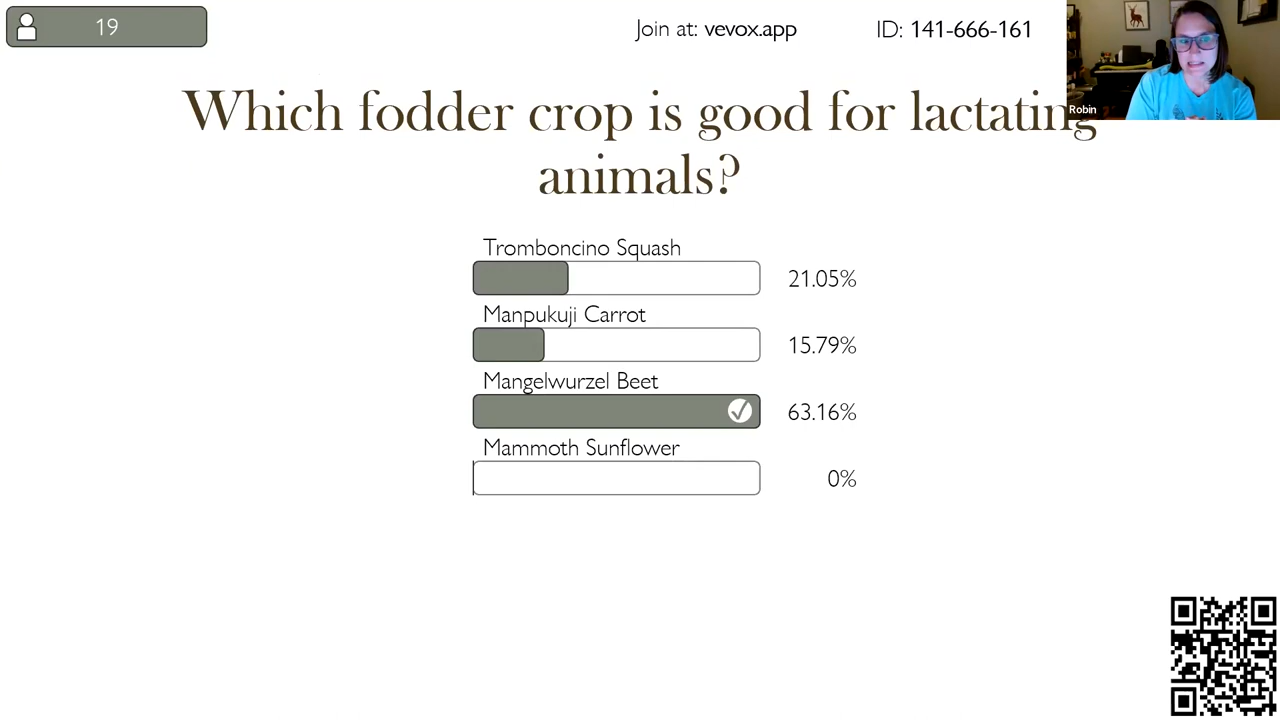 19
Join at: vevox.app
ID: 141-666-161
Robin
Which fodder crop is good for lactating
animals?
Tromboncino Squash
21.05%
Manpukuji Carrot
15.79%
Mangelwurzel Beet
63.16%
Mammoth Sunflower
0%